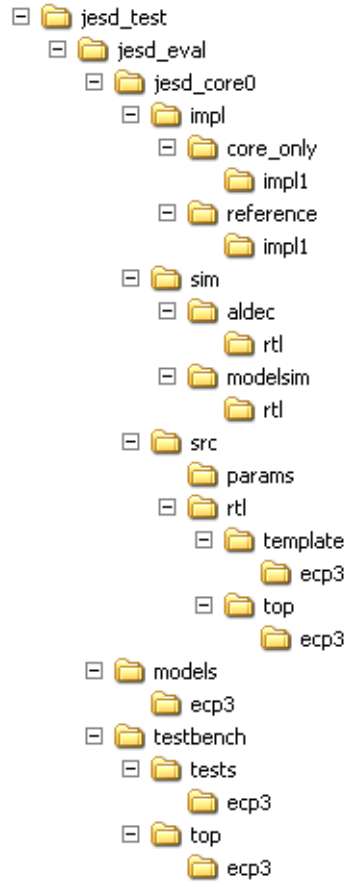 jesd_test
jesd_eval
jesd_core0
impl
core_only
impl1
reference
impl1
sim
aldec
rtl
modelsim
rtl
src
params
rtl
template
ecp3
top
ecp3
models
ecp3
testbench
tests
ecp3
top
ecp3